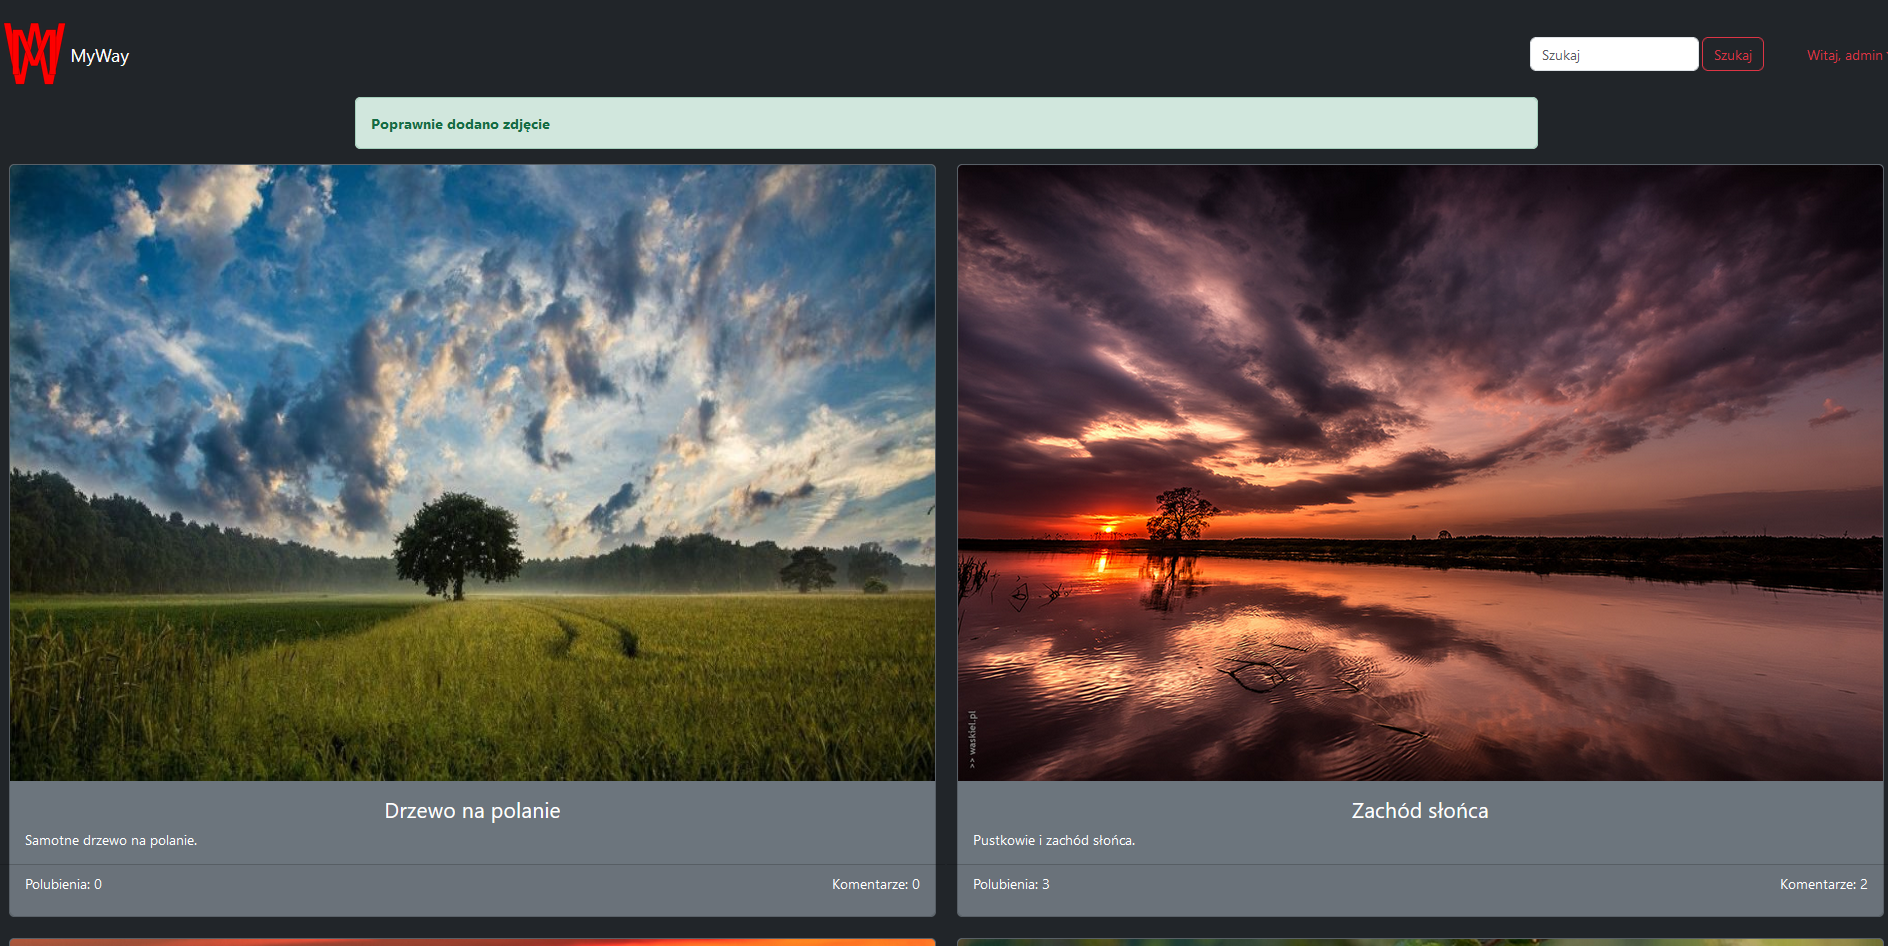 MyWay
Szukaj
Szukaj
Witaj, admin
Poprawnie dodano zdjęcie
>> waskiel.pl
Drzewo na polanie
Samotne drzewo na polanie.
Polubienia: 0
Komentarze: 0
Zachód słońca
Pustkowie i zachód słońca.
Polubienia: 3
Komentarze: 2